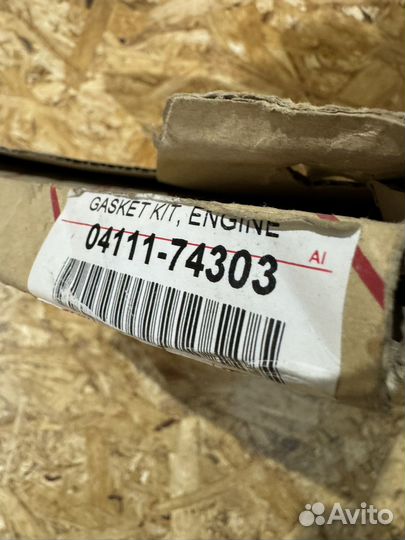 GASKET KIT, ENGINE
04111-74303
AI
Avito